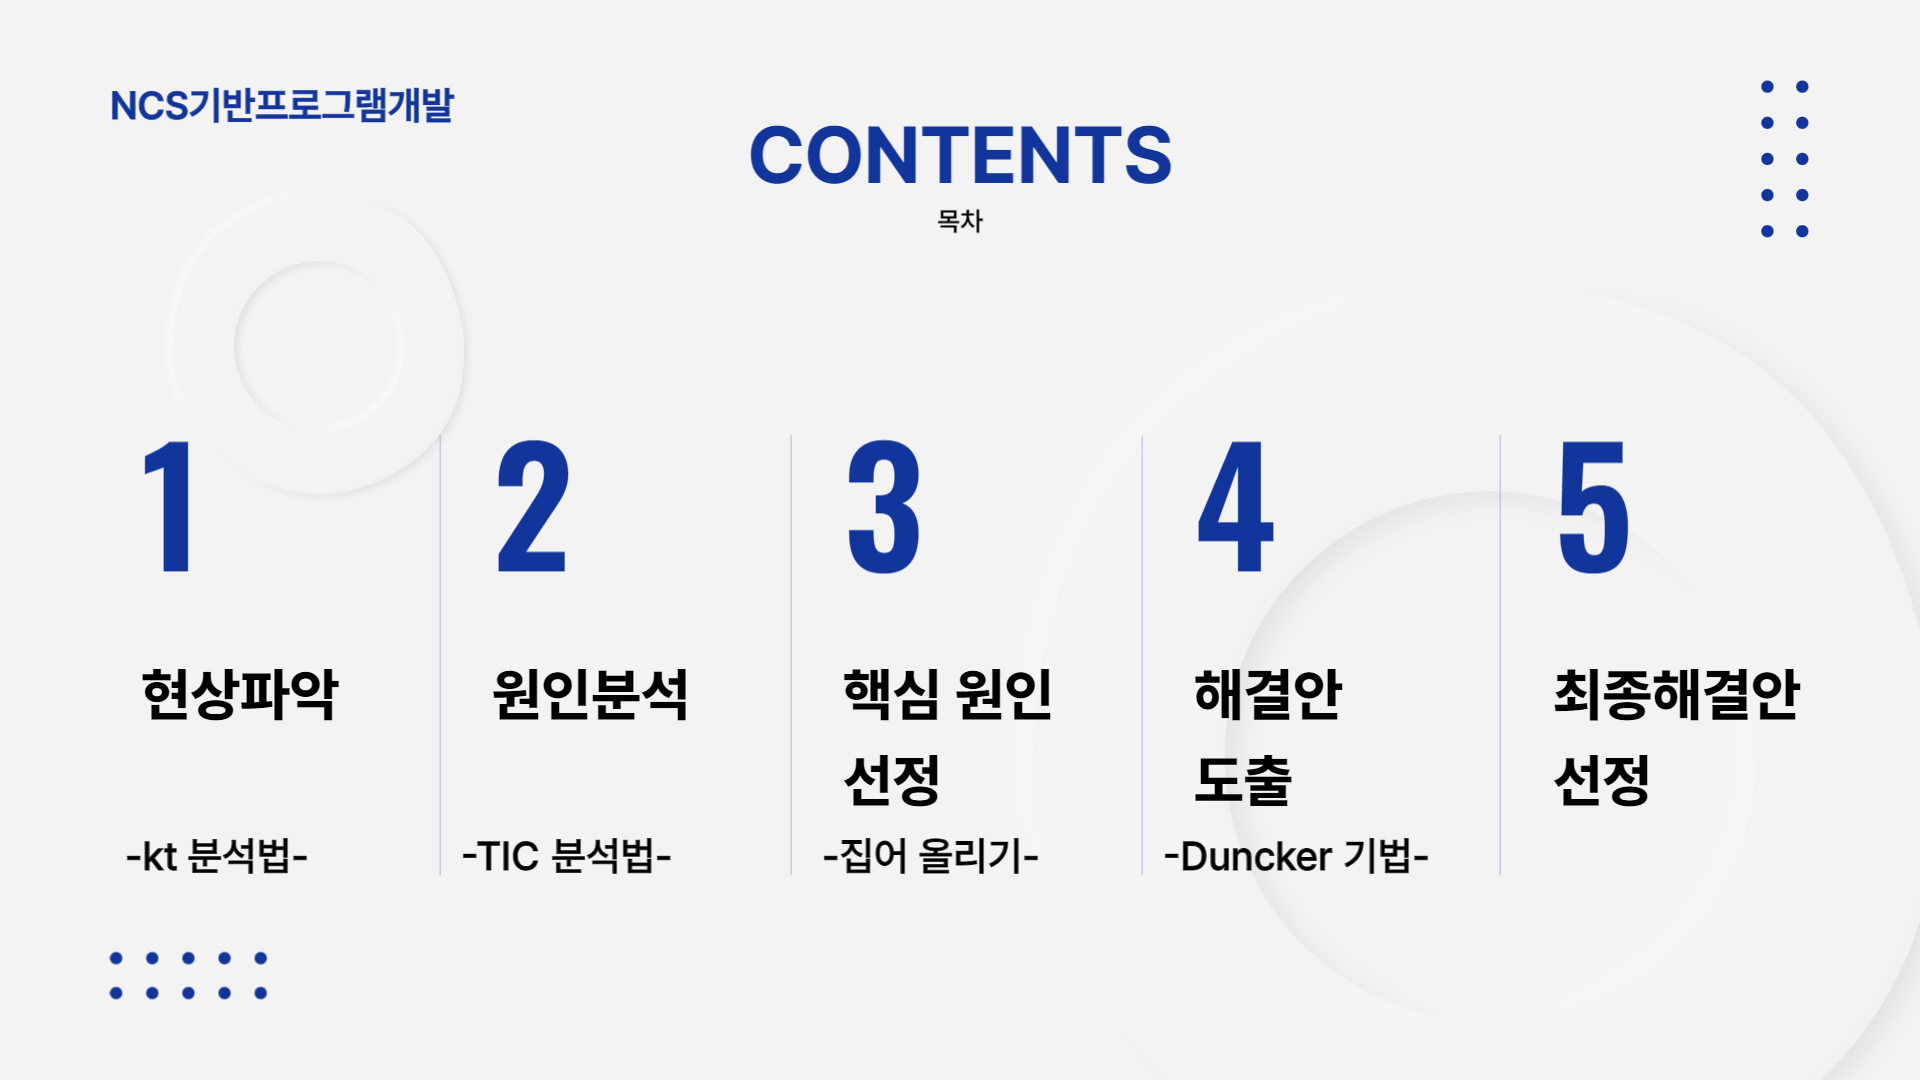 NCS기반프로그램개발
CONTENTS
목차
1
현상파악
-kt 분석법-
2
원인분석
-TIC 분석법-
3
핵심 원인
선정
-집어 올리기-
4
해결안
도출
-Duncker 기법-
5
최종해결안
선정